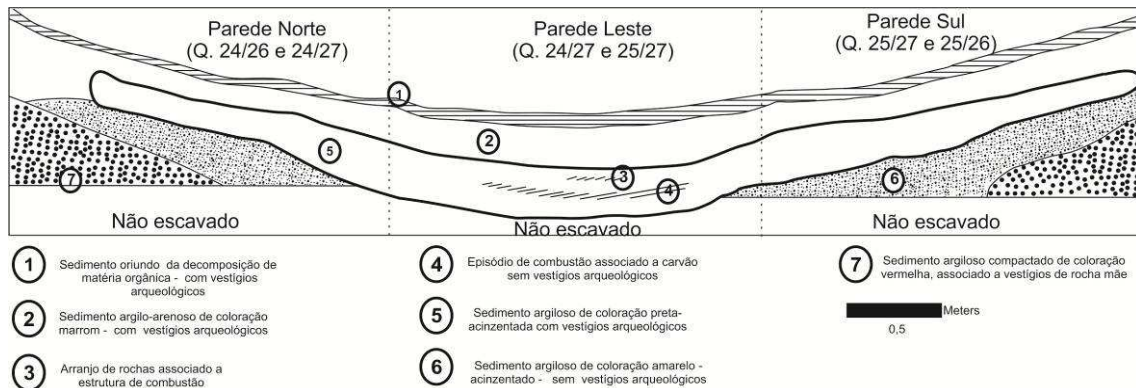 Parede Norte
(Q. 24/26 e 24/27)
Parede Leste
(Q. 24/27 e 25/27)
Parede Sul
(Q. 25/27 e 25/26)
1
2
5
3
4
6
7
Não escavado
Não escavado
Não escavado
1
Sedimento oriundo da decomposição de
matéria orgânica - com vestígios
arqueológicos
2
Sedimento argilo-arenoso de coloração
marrom - com vestígios arqueológicos
3
Arranjo de rochas associado a
estrutura de combustão
4
Episódio de combustão associado a carvão
sem vestígios arqueológicos
5
Sedimento argiloso de coloração preta-
acinzentada com vestígios arqueológicos
6
Sedimento argiloso de coloração amarelo -
acinzentado - sem vestígios arqueológicos
7
Sedimento argiloso compactado de coloração
vermelha, associado a vestígios de rocha mãe
Meters
0,5